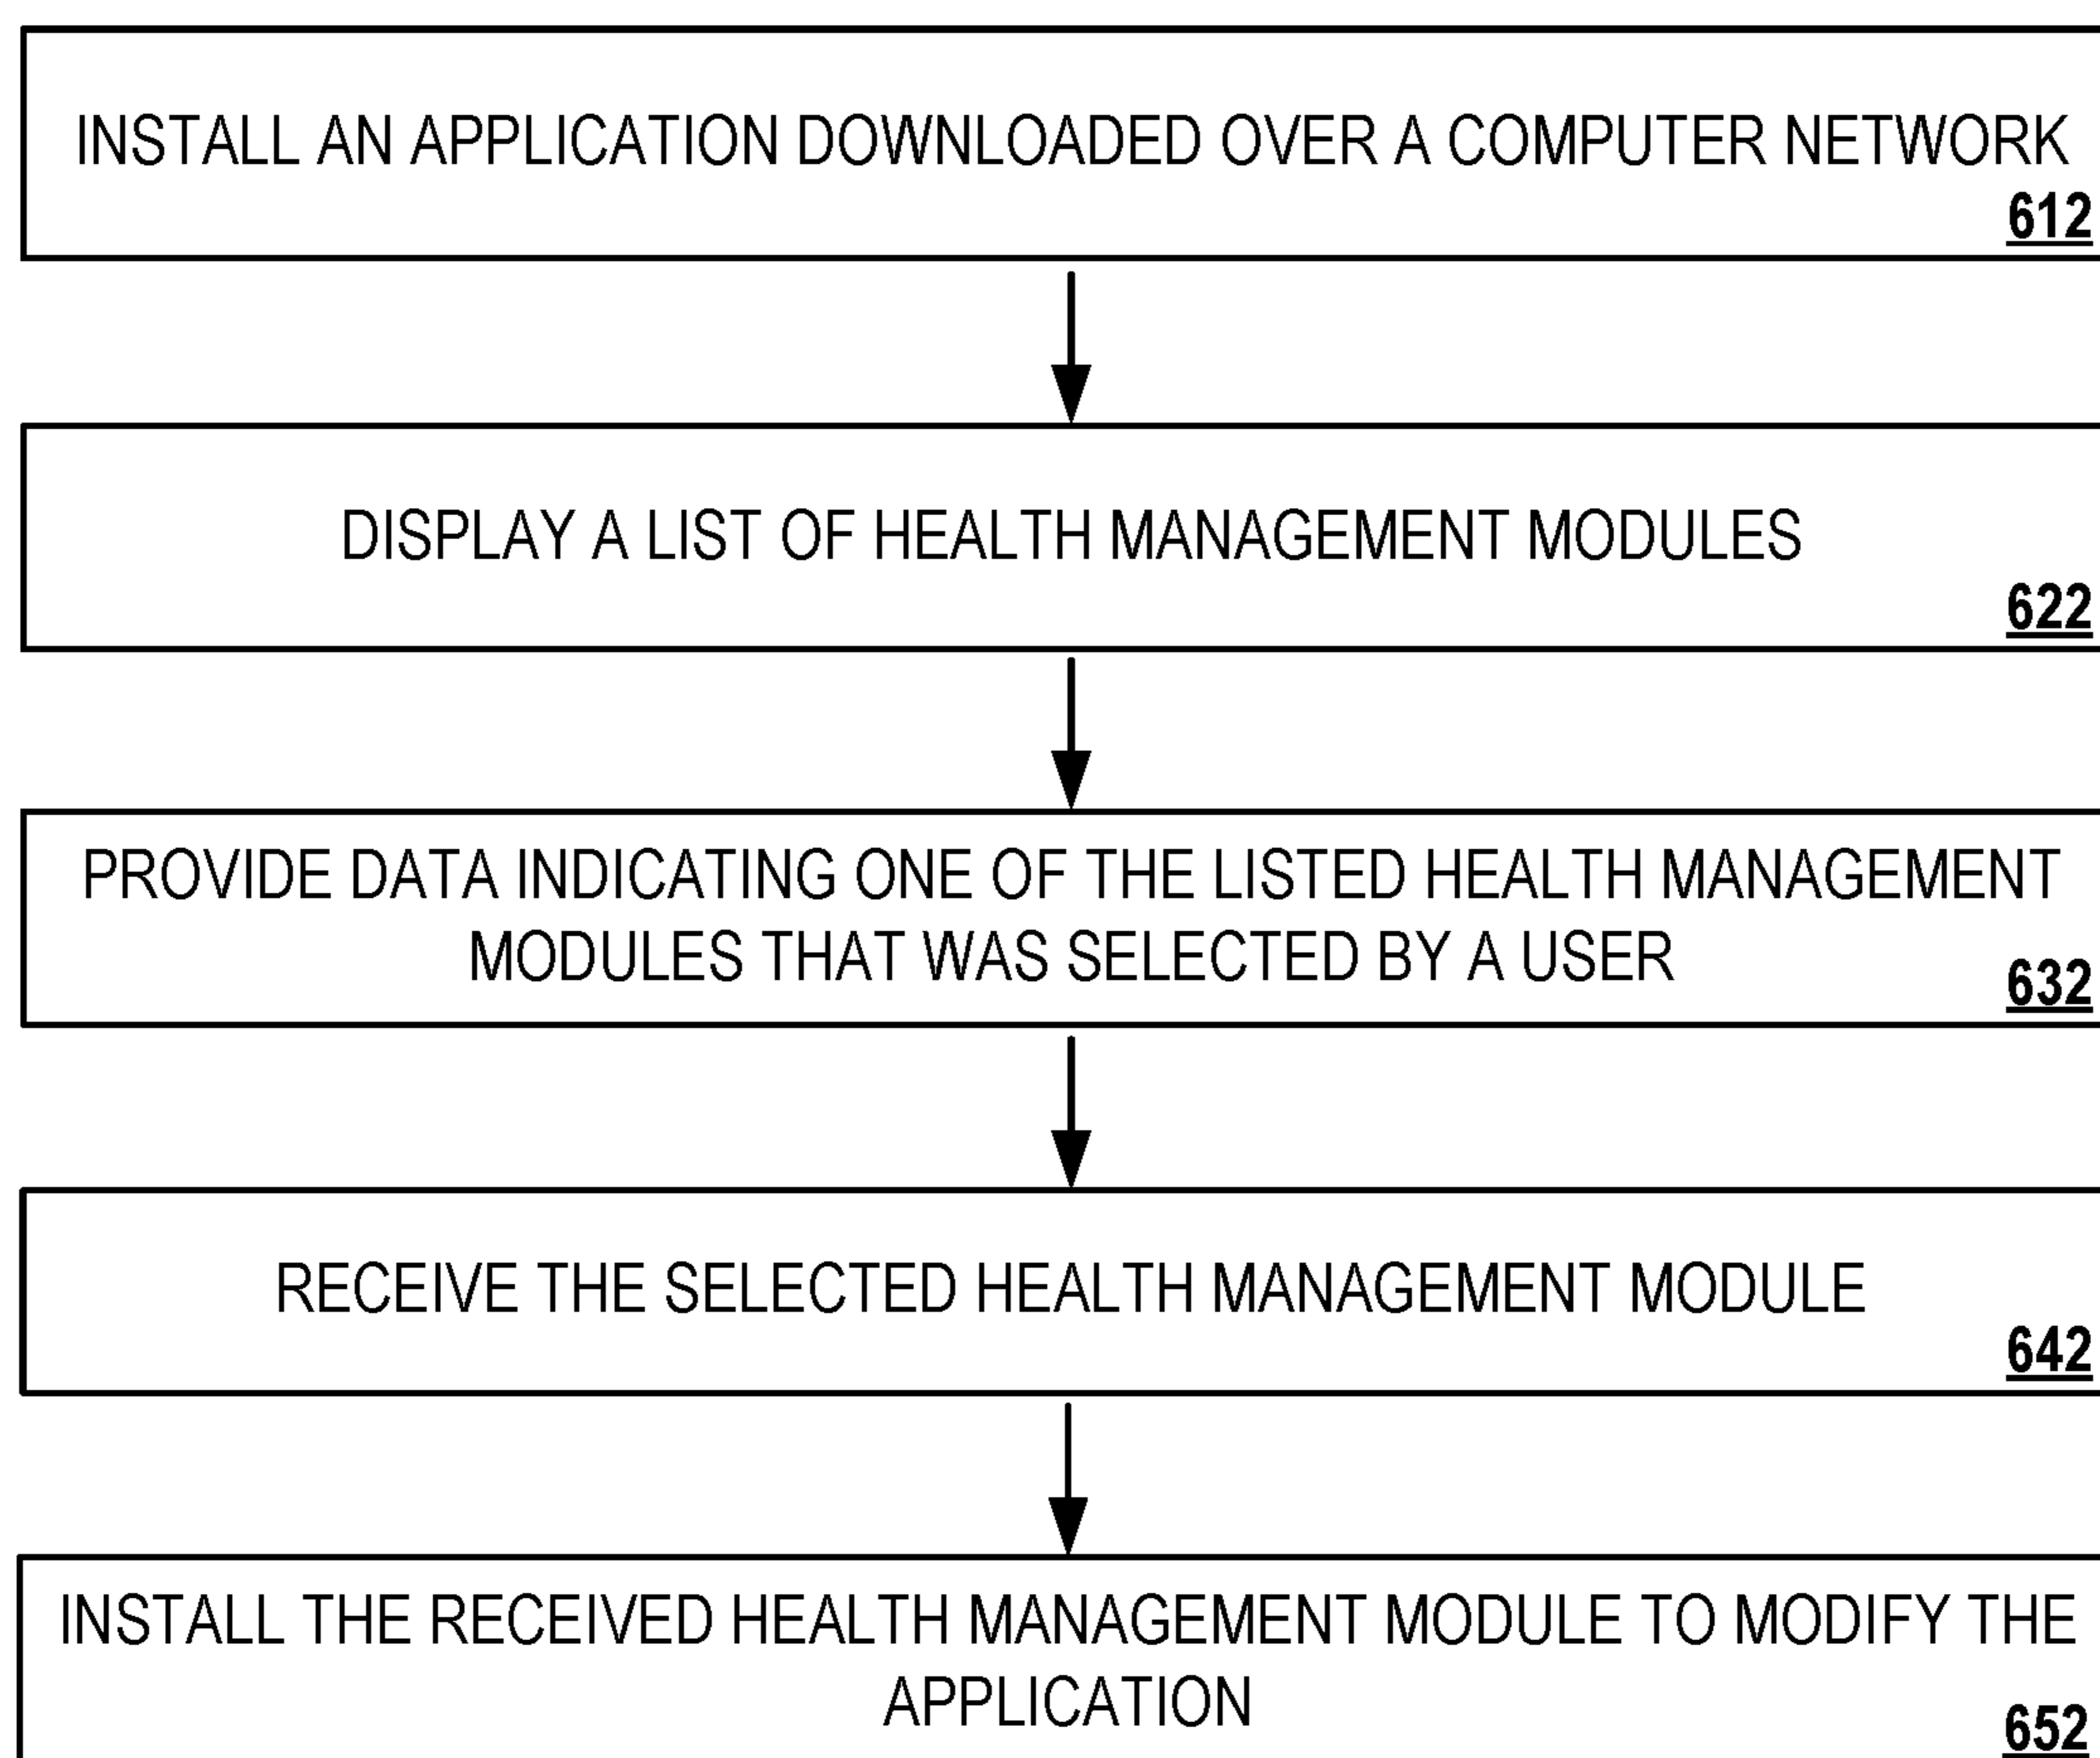 INSTALL AN APPLICATION DOWNLOADED OVER A COMPUTER NETWORK
612
DISPLAY A LIST OF HEALTH MANAGEMENT MODULES
622
PROVIDE DATA INDICATING ONE OF THE LISTED HEALTH MANAGEMENT
MODULES THAT WAS SELECTED BY A USER
632
RECEIVE THE SELECTED HEALTH MANAGEMENT MODULE
642
INSTALL THE RECEIVED HEALTH MANAGEMENT MODULE TO MODIFY THE
APPLICATION
652